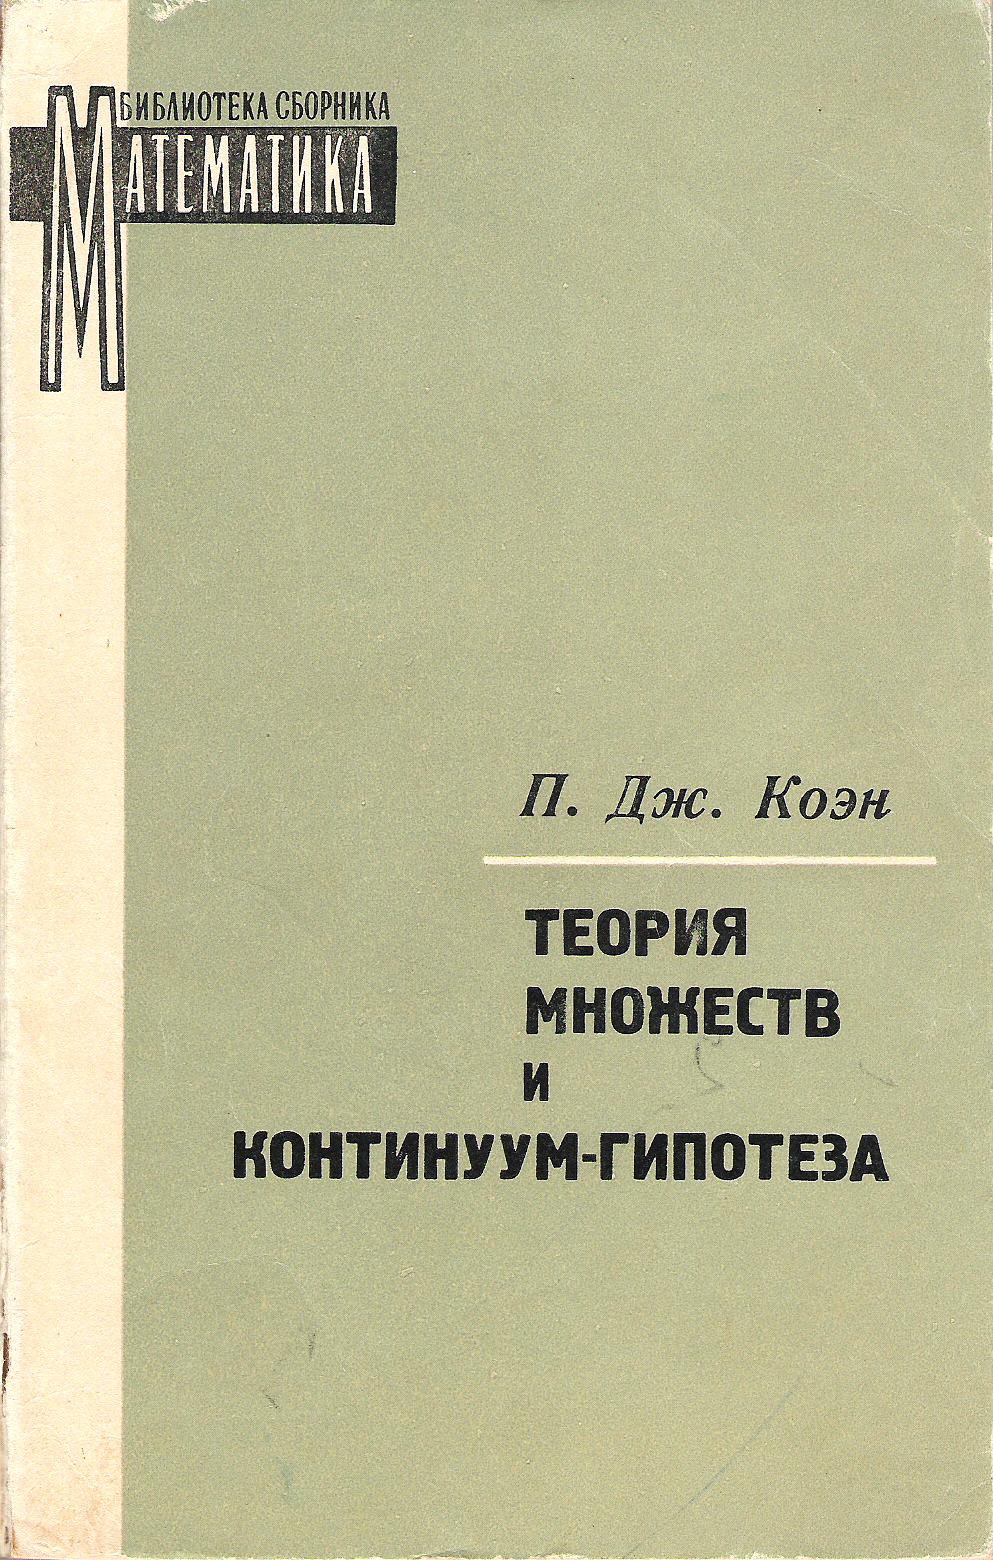 БИБЛИОТЕКА СБОРНИКА
МАТЕМАТИКА
П. Дж. Коэн
ТЕОРИЯ
МНОЖЕСТВ
И
КОНТИНУУМ-ГИПОТЕЗА